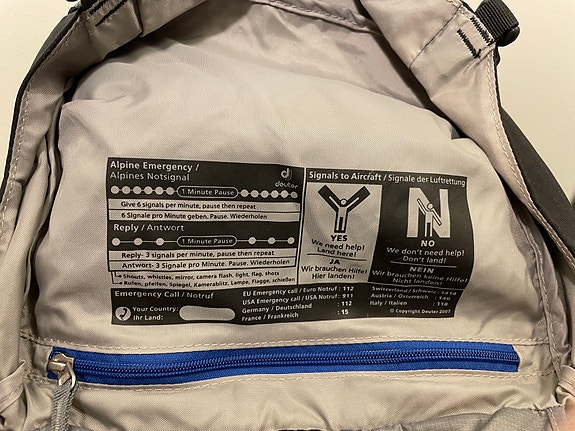 Alpine Emergency /
Alpines Notsignal
deuter
1 Minute Pause
Give 6 signals per minute, pause then repeat
6 Signale pro Minute geben. Pause. Wiederholen
Reply / Antwort
1 Minute Pause
Reply- 3 signals per minute, pause then repeat
Antwort- 3 Signale pro Minute. Pause. Wiederholen
Shouts, whistles, mirror, camera flash, light, flag, shots
Rufen, pfeifen, Spiegel, Kamerablitz, Lampe, Flagge, schießen
Emergency Call / Notruf
Your Country:
Ihr Land:
EU Emergency / Euro Notruf : 112
USA Emergency call / USA Notruf : 911
Germany / Deutschland : 112
France / Frankreich : 15
Signals to Aircraft / Signale der Luftrettung
YES
We need help!
Land here!
JA
Wir brauchen Hilfe!
Hier landen!
N
NO
We don't need help!
Don't land!
NEIN
Wir brauchen keine Hilfe!
Nicht landen!
Switzerland / Schweiz : 1414
Austria / Österreich : 140
Italy / Italien : 118
© Copyright Deuter 2007